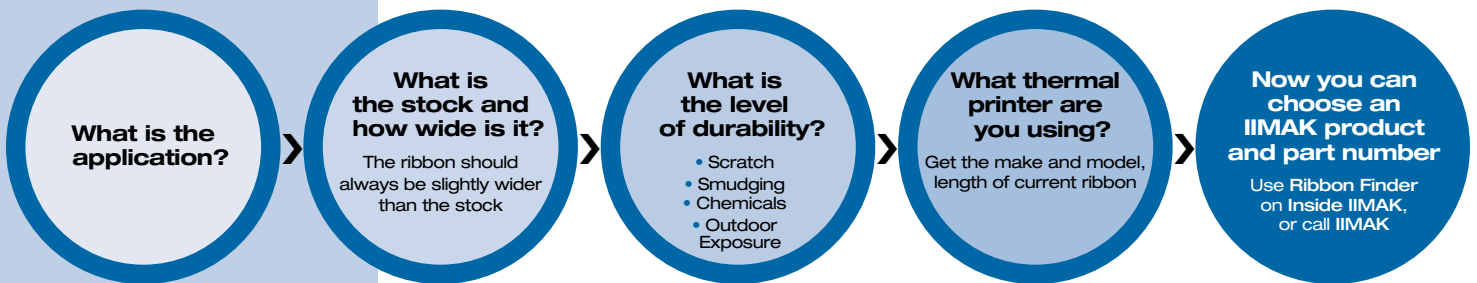 What is the
application?
What is
the stock and
how wide is it?
The ribbon should
always be slightly wider
than the stock
What is
the level
of durability?
• Scratch
• Smudging
• Chemicals
• Outdoor
Exposure
What thermal
printer are
you using?
Get the make and model,
length of current ribbon
Now you can
choose an
IIMAK product
and part number
Use Ribbon Finder
on Inside IIMAK,
or call IIMAK